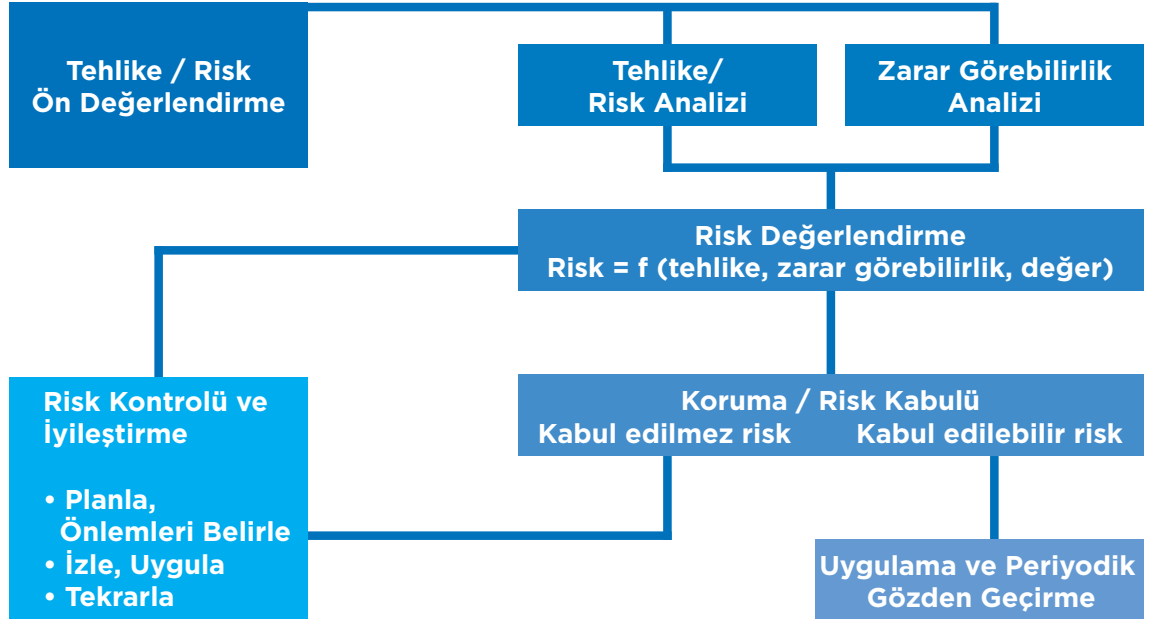 Tehlike / Risk
Ön Değerlendirme
Tehlike/
Risk Analizi
Zarar Görebilirlik
Analizi
Risk Değerlendirme
Risk = f (tehlike, zarar görebilirlik, değer)
Risk Kontrolü ve
İyileştirme
• Planla,
Önlemleri Belirle
• İzle, Uygula
• Tekrarla
Koruma / Risk Kabulü
Kabul edilmez risk Kabul edilebilir risk
Uygulama ve Periyodik
Gözden Geçirme